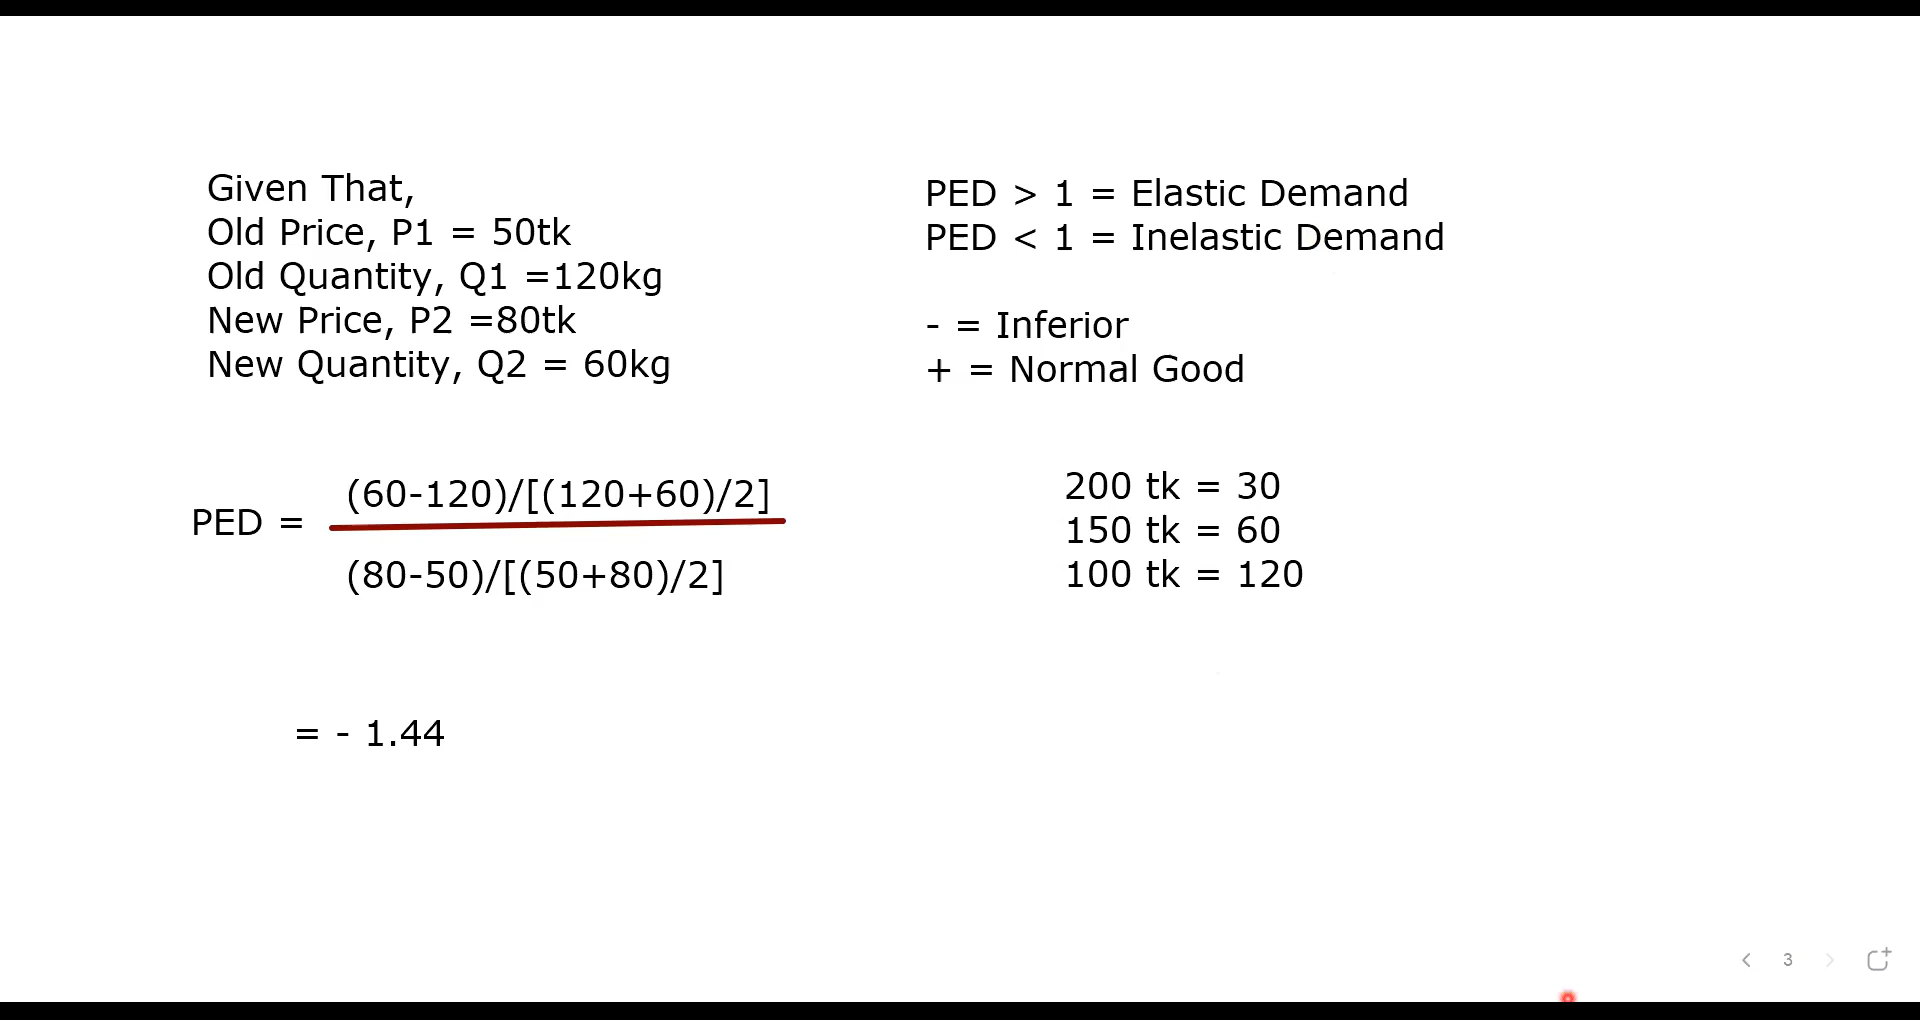 Given That,
Old Price, P1 = 50tk
Old Quantity, Q1 =120kg
New Price, P2 =80tk
New Quantity, Q2 = 60kg
PED > 1 = Elastic Demand
PED < 1 = Inelastic Demand
- = Inferior
+ = Normal Good
(60-120)/[(120+60)/2]
PED =
(80-50)/[(50+80)/2]
= - 1.44
200 tk = 30
150 tk = 60
100 tk = 120
3